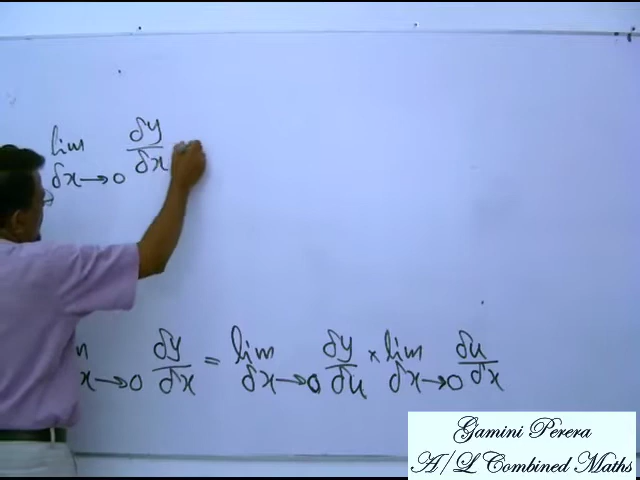 lim δy/δx
δx→0
n δy/δx = lim δy/δu × lim δu/δx
x→0 δx→0 δx→0
Gamini Perera
A/L Combined Maths